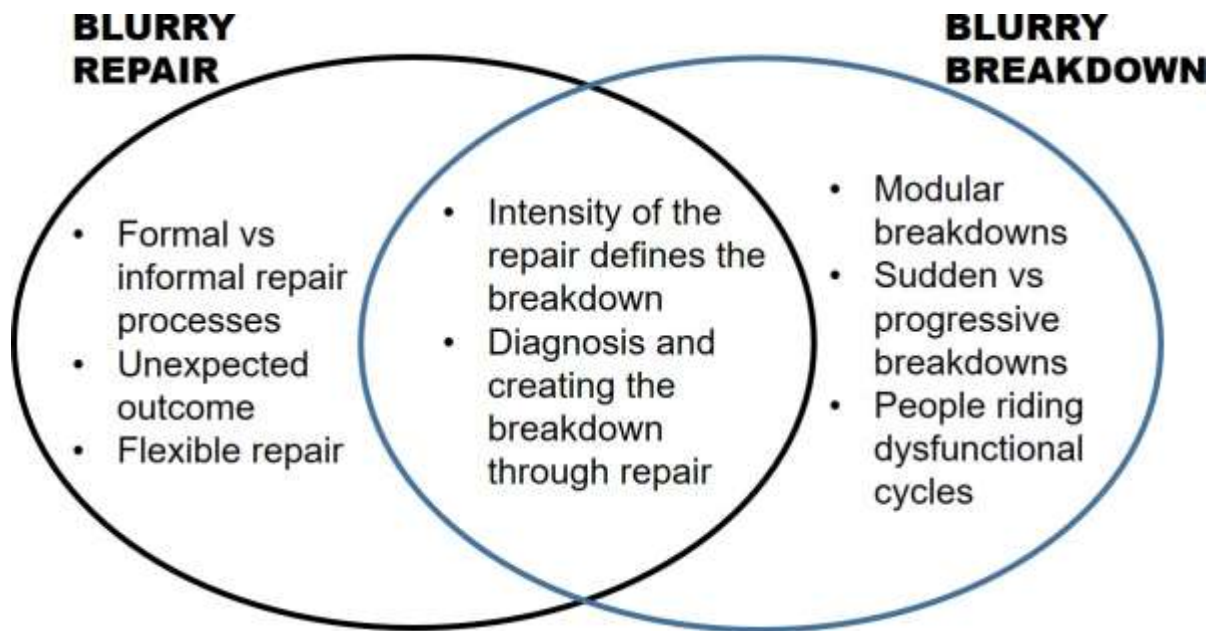 BLURRY
REPAIR
BLURRY
BREAKDOWN
• Formal vs
informal repair
processes
• Unexpected
outcome
• Flexible repair
• Intensity of the
repair defines the
breakdown
• Diagnosis and
creating the
breakdown
through repair
• Modular
breakdowns
• Sudden vs
progressive
breakdowns
• People riding
dysfunctional
cycles